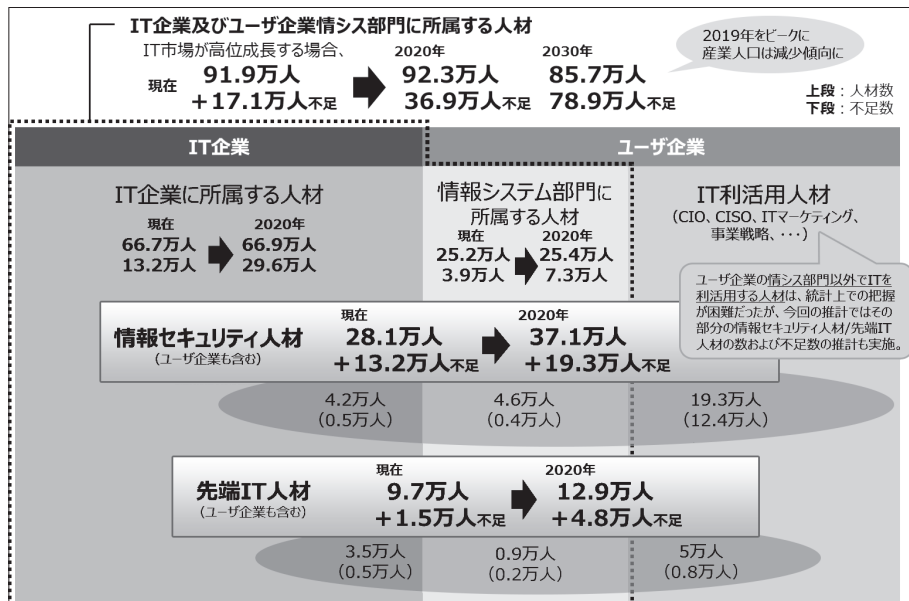 IT企業及びユーザ企業情シス部門に所属する人材
IT市場が高位成長する場合、
現在
91.9万人
+17.1万人不足
2020年
92.3万人
36.9万人不足
2030年
85.7万人
78.9万人不足
2019年をピークに
産業人口は減少傾向に
上段：人材数
下段：不足数
IT企業
ユーザ企業
IT企業に所属する人材
現在
66.7万人
13.2万人
2020年
66.9万人
29.6万人
情報システム部門に
所属する人材
現在
25.2万人
3.9万人
2020年
25.4万人
7.3万人
IT利活用人材
(CIO、CISO、ITマーケティング、
事業戦略、・・・)
ユーザ企業の情シス部門以外でITを
利活用する人材は、統計上での把握
が困難だったが、今回の推計ではその
部分の情報セキュリティ人材/先端IT
人材の数および不足数の推計も実施。
情報セキュリティ人材
(ユーザ企業も含む)
現在
28.1万人
+13.2万人不足
2020年
37.1万人
+19.3万人不足
4.2万人
(0.5万人)
4.6万人
(0.4万人)
19.3万人
(12.4万人)
先端IT人材
(ユーザ企業も含む)
現在
9.7万人
+1.5万人不足
2020年
12.9万人
+4.8万人不足
3.5万人
(0.5万人)
0.9万人
(0.2万人)
5万人
(0.8万人)